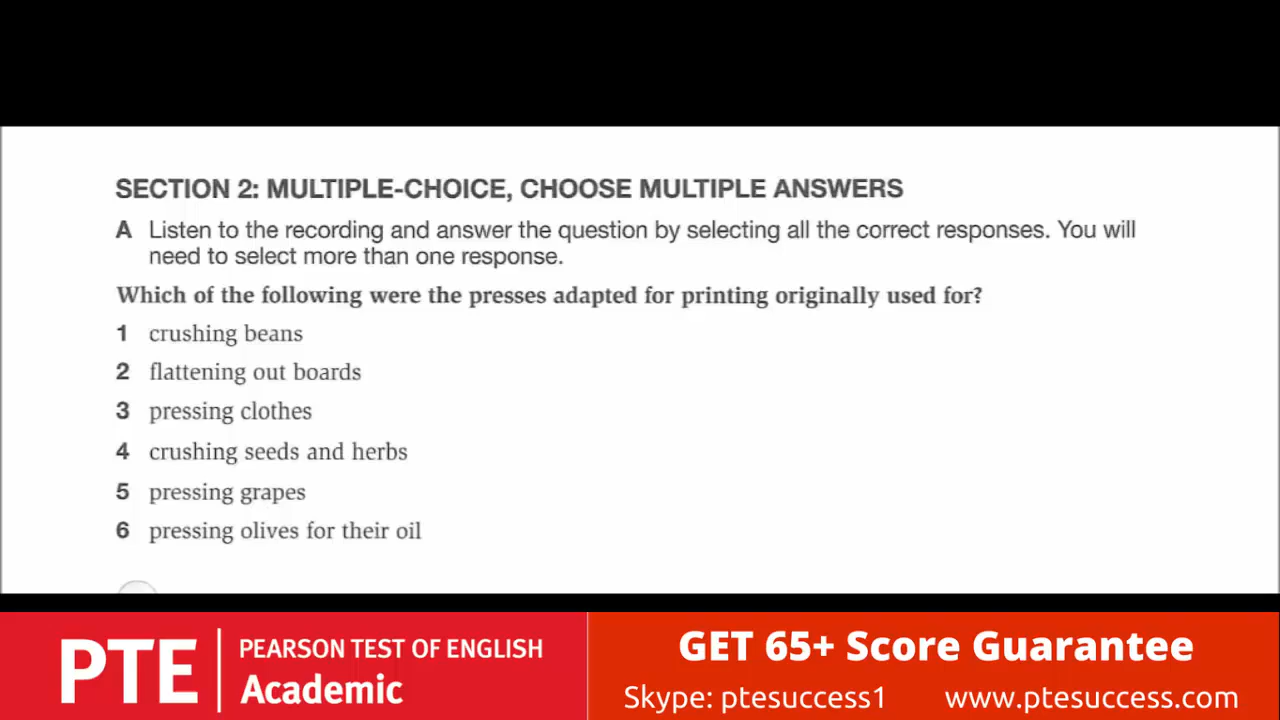 SECTION 2: MULTIPLE-CHOICE, CHOOSE MULTIPLE ANSWERS
A Listen to the recording and answer the question by selecting all the correct responses. You will
need to select more than one response.
Which of the following were the presses adapted for printing originally used for?
1 crushing beans
2 flattening out boards
3 pressing clothes
4 crushing seeds and herbs
5 pressing grapes
6 pressing olives for their oil
PTE
PEARSON TEST OF ENGLISH
Academic
GET 65+ Score Guarantee
Skype: ptesuccess1 www.ptesuccess.com